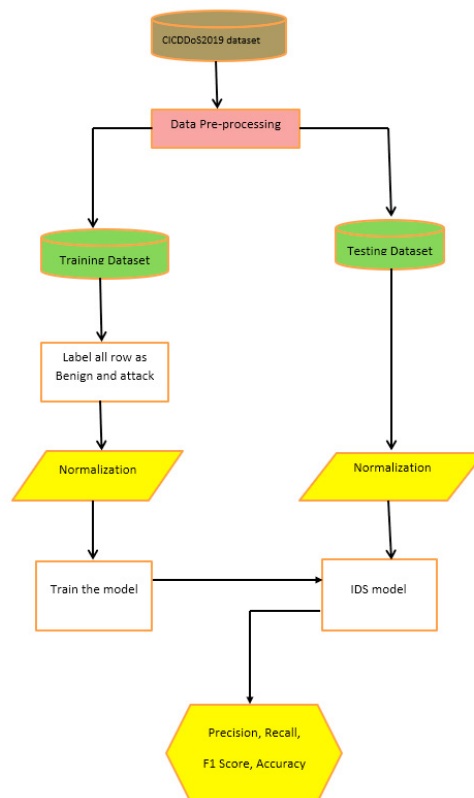 CICDDoS2019 dataset
Data Pre-processing
Training Dataset
Testing Dataset
Label all row as
Benign and attack
Normalization
Normalization
Train the model
IDS model
Precision, Recall,
F1 Score, Accuracy